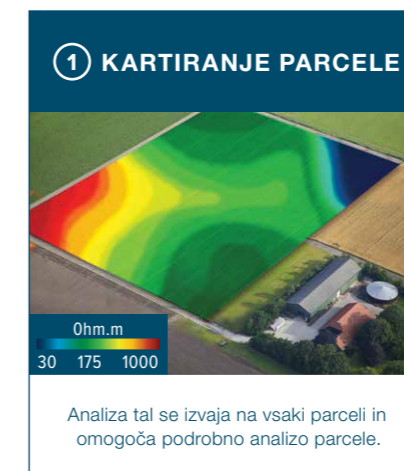 1 KARTIRANJE PARCELE
Ohm.m
30 175 1000
Analiza tal se izvaja na vsaki parceli in
omogoča podrobno analizo parcele.